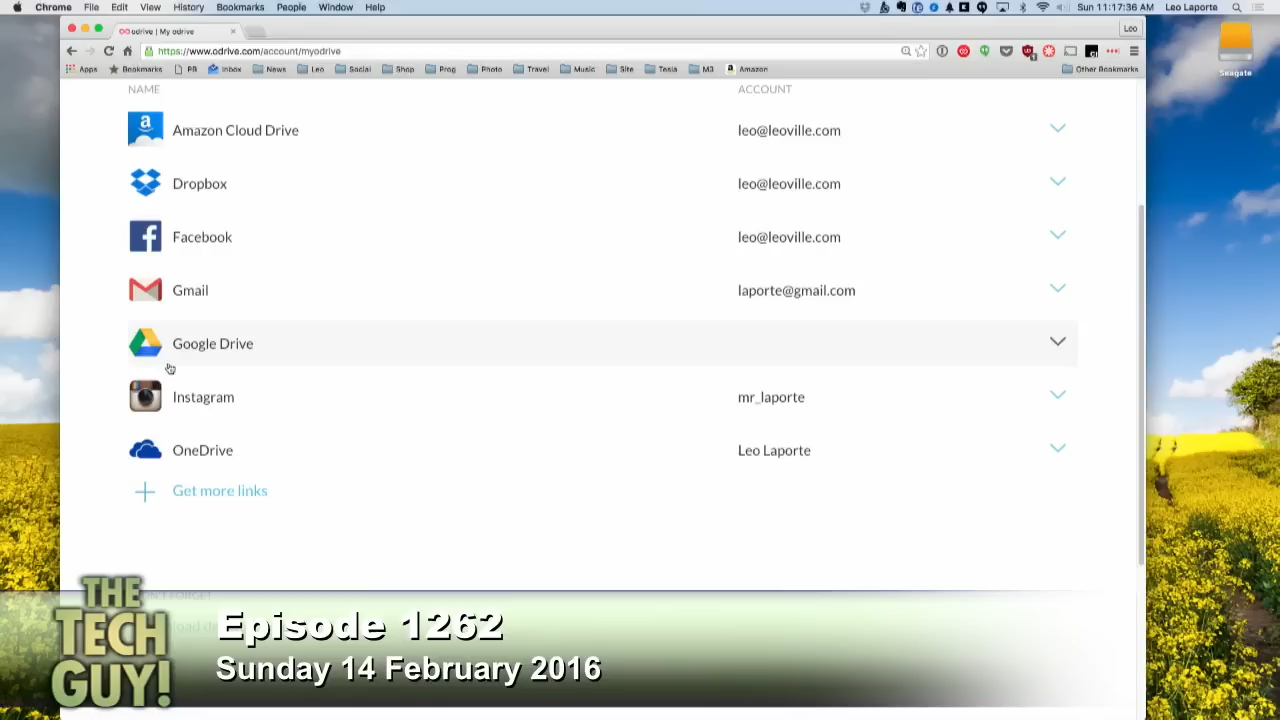 Chrome File Edit View History Bookmarks People Window Help Sun 11:17:36 AM Leo Laporte
odrive | My odrive Leo
https://www.odrive.com/account/myodrive
Apps Bookmarks PB Inbox News Leo Social Shop Prog Photo Travel Music Site Tesla M3 Amazon Other Bookmarks
Seagate
NAME ACCOUNT
Amazon Cloud Drive leo@leoville.com
Dropbox leo@leoville.com
Facebook leo@leoville.com
Gmail laporte@gmail.com
Google Drive
Instagram mr_laporte
OneDrive Leo Laporte
Get more links
THE
TECH
GUY!
Episode 1262
Sunday 14 February 2016